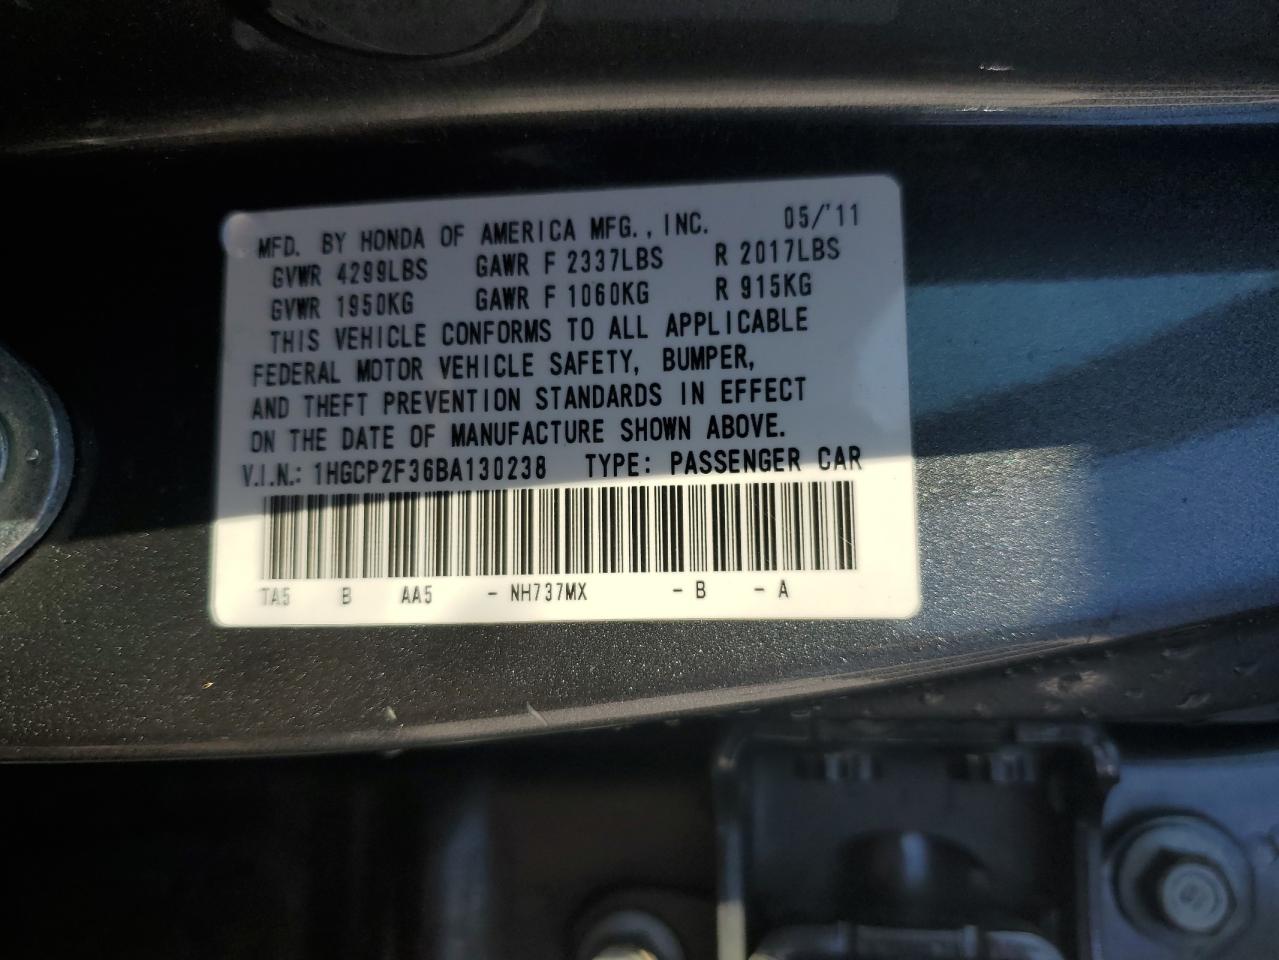 MFD. BY HONDA OF AMERICA MFG., INC. 05/'11
GVWR 4299LBS GAWR F 2337LBS R 2017LBS
GVWR 1950KG GAWR F 1060KG R 915KG
THIS VEHICLE CONFORMS TO ALL APPLICABLE
FEDERAL MOTOR VEHICLE SAFETY, BUMPER,
AND THEFT PREVENTION STANDARDS IN EFFECT
ON THE DATE OF MANUFACTURE SHOWN ABOVE.
V.I.N.: 1HGCP2F36BA130238 TYPE: PASSENGER CAR
TA5 B AA5 - NH737MX - B - A